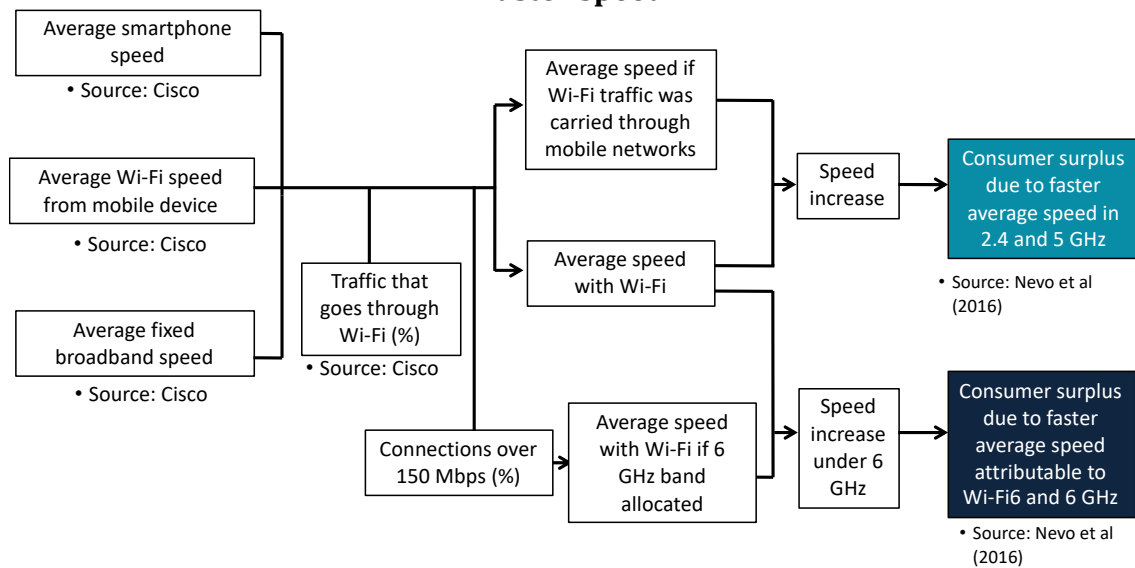 Average smartphone
speed
• Source: Cisco
Average Wi-Fi speed
from mobile device
• Source: Cisco
Average fixed
broadband speed
• Source: Cisco
Traffic that
goes through
Wi-Fi (%)
• Source: Cisco
Connections over
150 Mbps (%)
Average speed if
Wi-Fi traffic was
carried through
mobile networks
Average speed
with Wi-Fi
Average speed
with Wi-Fi if 6
GHz band
allocated
Speed
increase
Speed
increase
under 6
GHz
Consumer surplus
due to faster
average speed in
2.4 and 5 GHz
• Source: Nevo et al
(2016)
Consumer surplus
due to faster
average speed
attributable to
Wi-Fi6 and 6 GHz
• Source: Nevo et al
(2016)